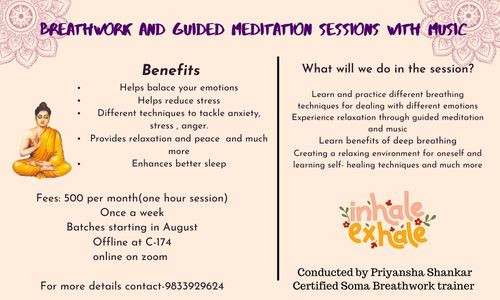 BREATHWORK AND GUIDED MEDITATION SESSIONS WITH MUSIC
Benefits
• Helps balace your emotions
• Helps reduce stress
• Different techniques to tackle anxiety,
stress , anger.
• Provides relaxation and peace and much
more
• Enhances better sleep
Fees: 500 per month(one hour session)
Once a week
Batches starting in August
Offline at C-174
online on zoom
For more details contact-9833929624
What will we do in the session?
Learn and practice different breathing
techniques for dealing with different emotions
Experience relaxation through guided meditation
and music
Learn benefits of deep breathing
Creating a relaxing environment for oneself and
learning self- healing techniques and much more
inhale
exhale
Conducted by Priyansha Shankar
Certified Soma Breathwork trainer